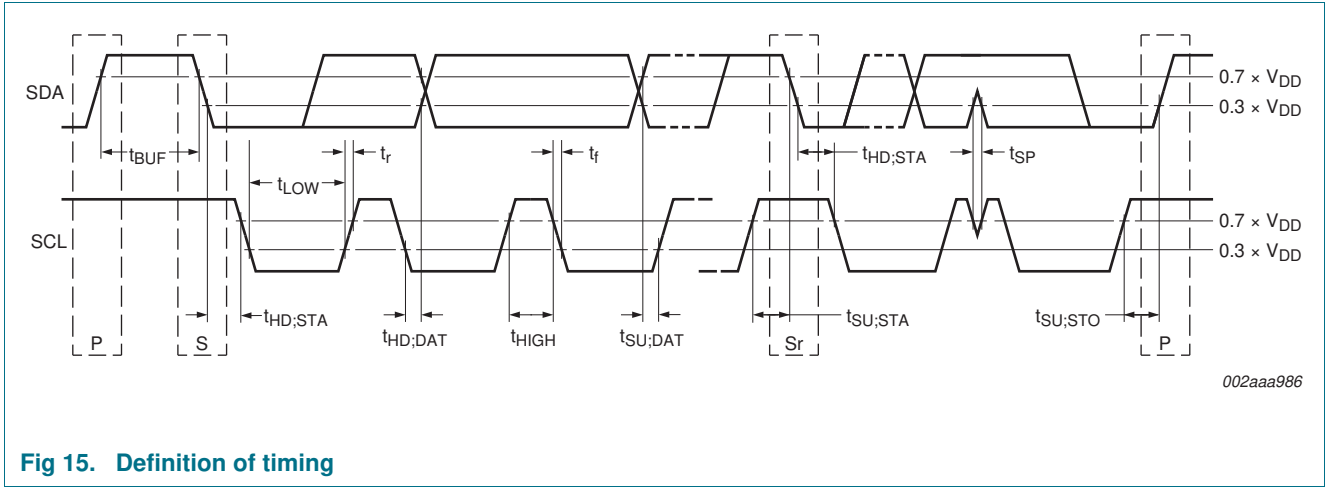 0.7 × VDD
SDA
0.3 × VDD
tBUF
tr
tf
tHD;STA
tSP
tLOW
0.7 × VDD
SCL
0.3 × VDD
tHD;STA
tHD;DAT
tHIGH
tSU;DAT
tSU;STA
tSU;STO
P
S
Sr
P
002aaa986
Fig 15. Definition of timing